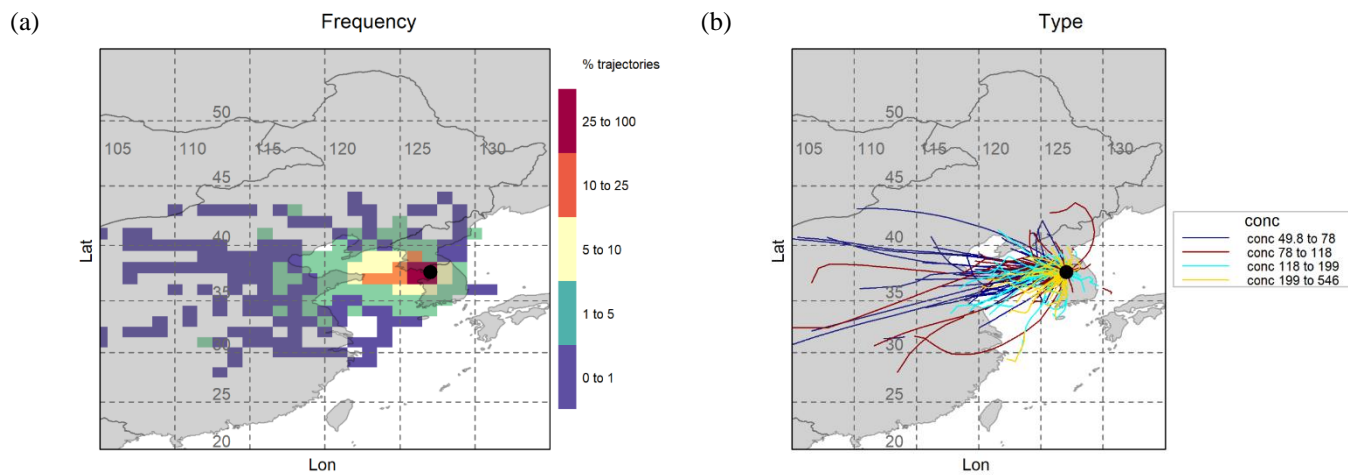 (a)
Frequency
50
105 110 115 120 125 130
45
40
35
30
25
20
Lat
Lon
% trajectories
25 to 100
10 to 25
5 to 10
1 to 5
0 to 1
(b)
Type
50
105 110 115 120 125 130
45
40
35
30
25
20
Lat
Lon
conc
conc 49.8 to 78
conc 78 to 118
conc 118 to 199
conc 199 to 546